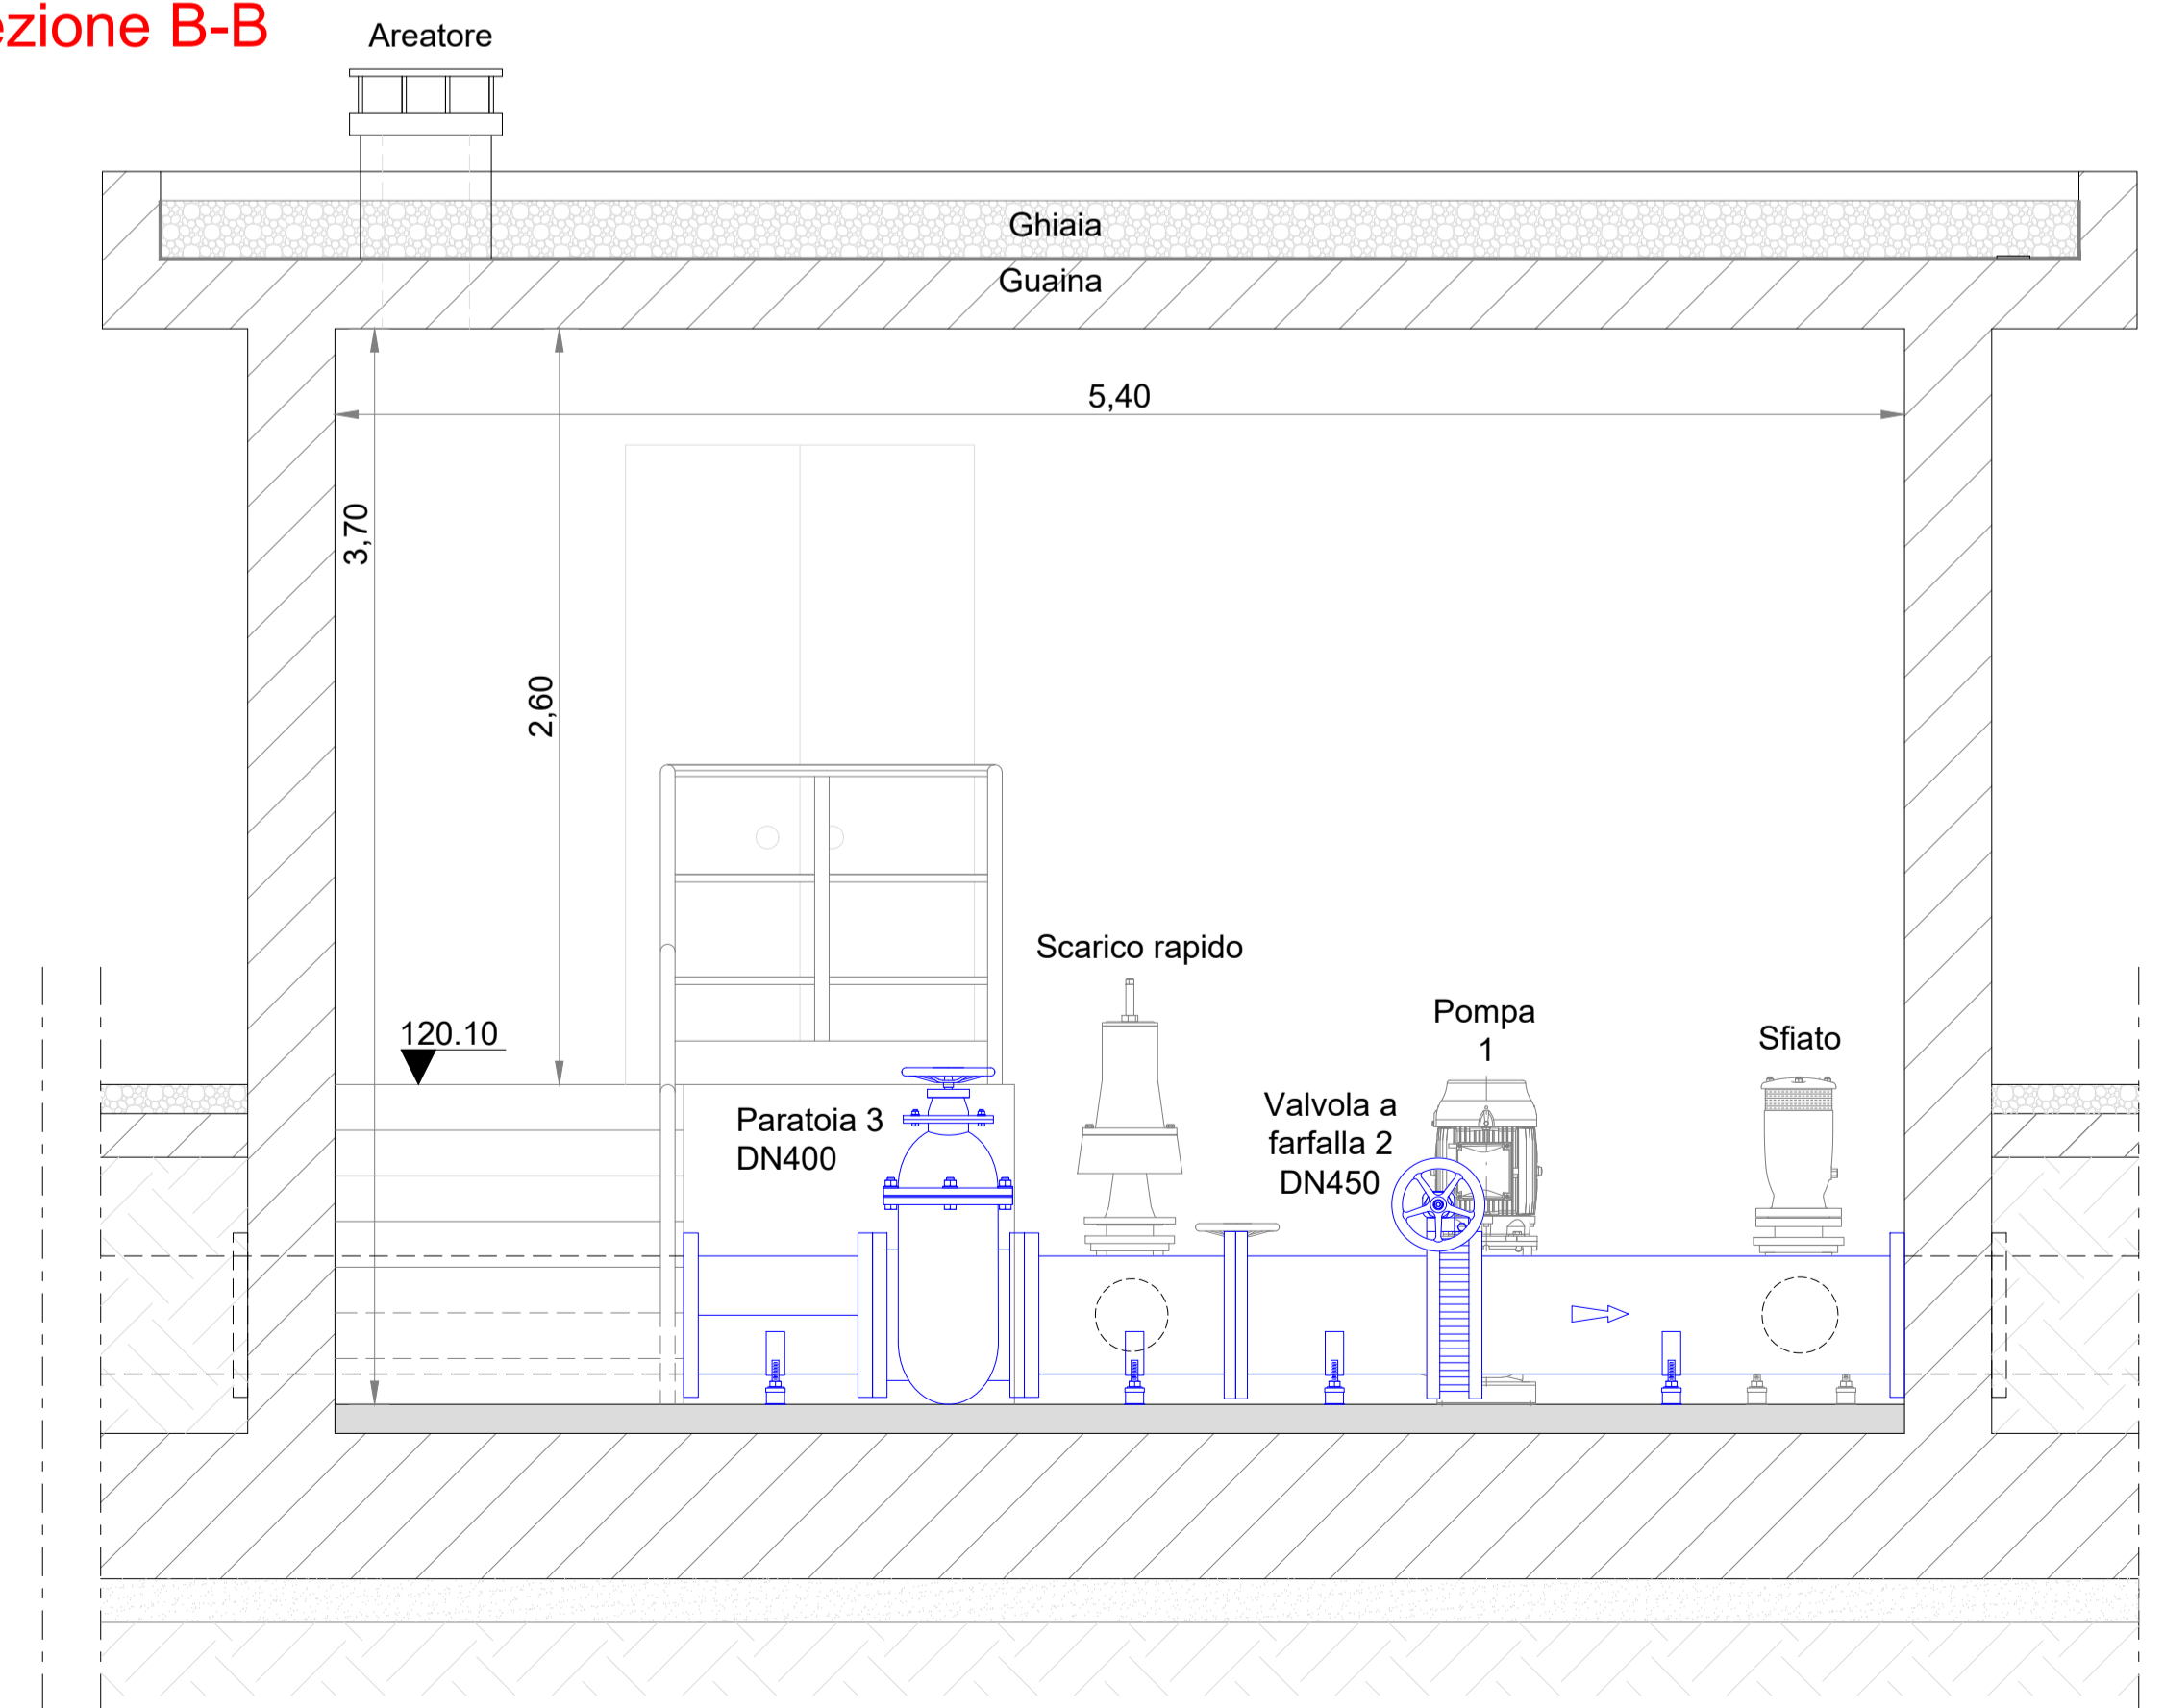 ezione B-B
Areatore
Ghiaia
Guaina
5,40
3,70
2,60
Scarico rapido
120.10
Pompa
1
Sfiato
Paratoia 3
DN400
Valvola a
farfalla 2
DN450